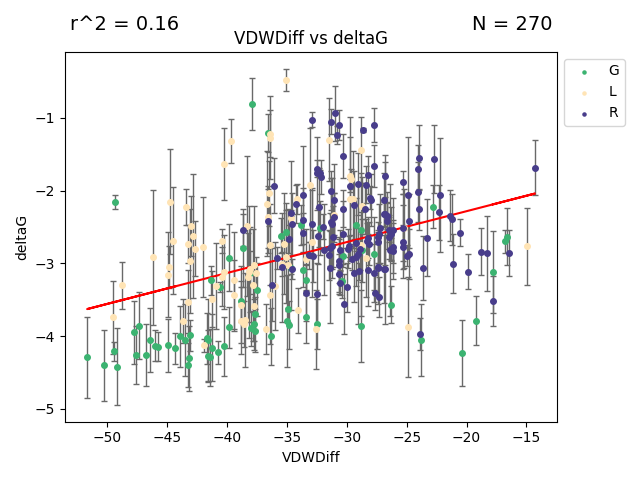 r^2 = 0.16
N = 270
VDWDiff vs deltaG
G
L
R
deltaG
−1
−2
−3
−4
−5
−50 −45 −40 −35 −30 −25 −20 −15
VDWDiff